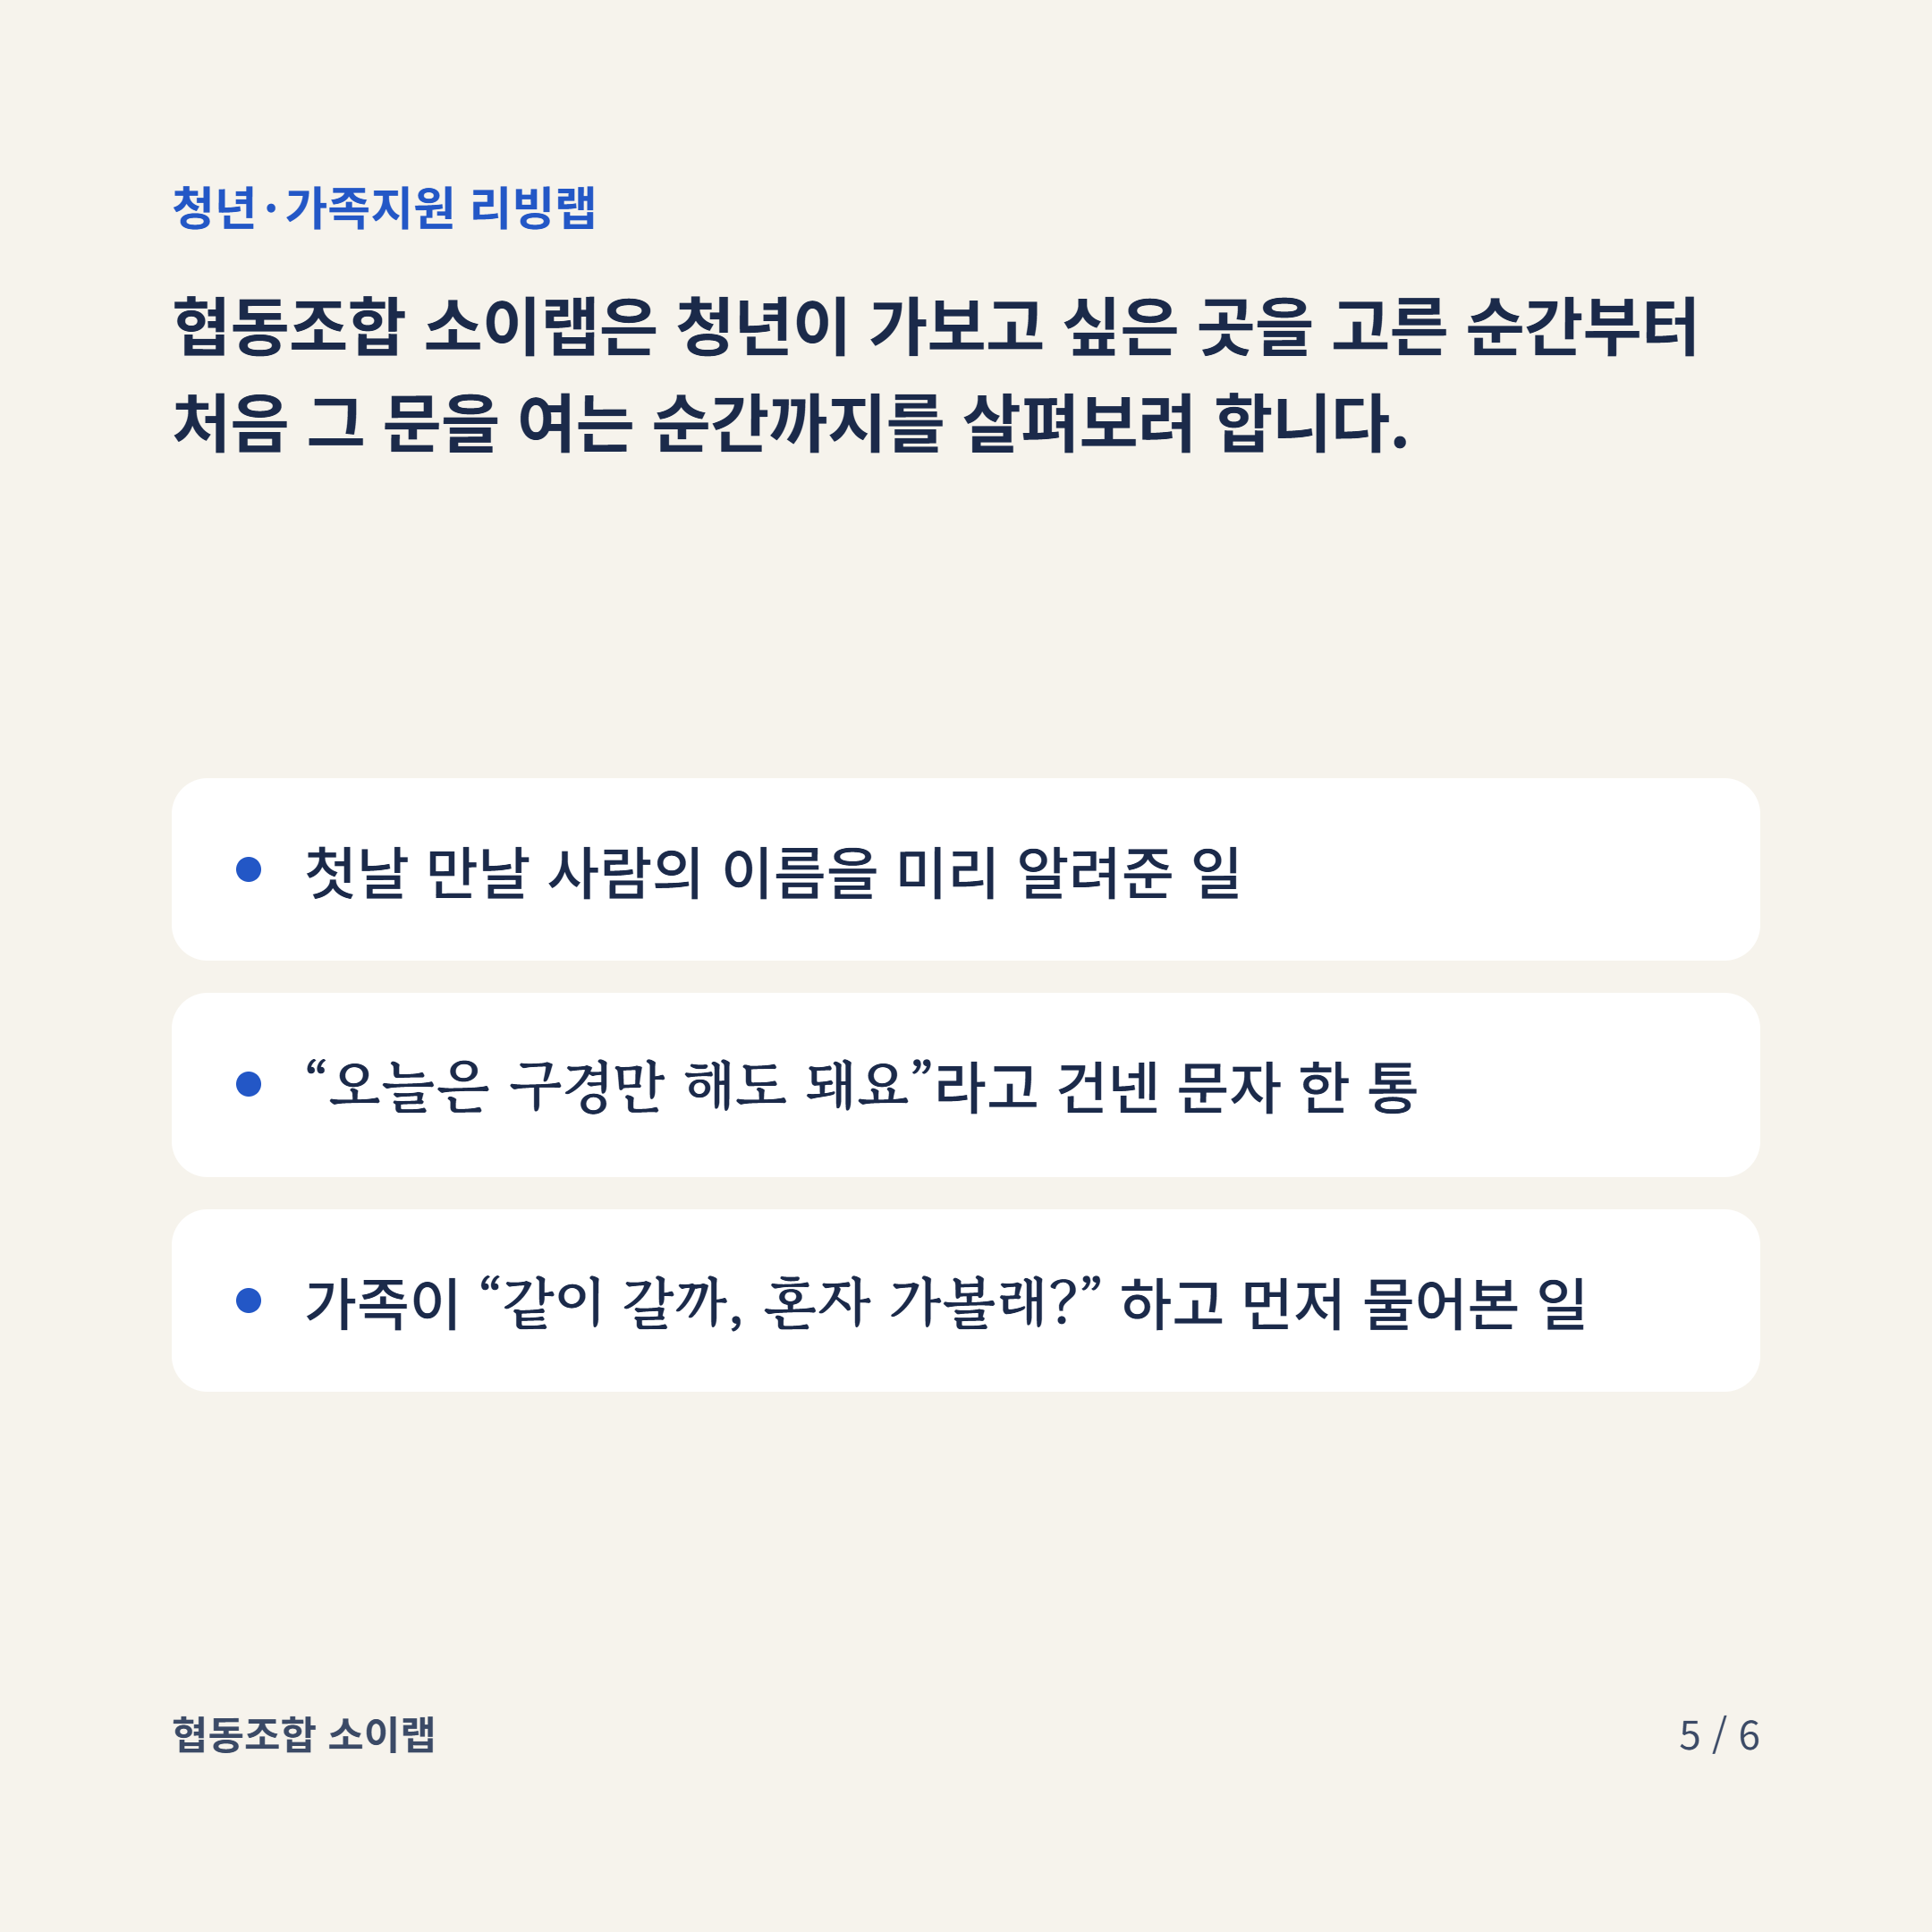 청년·가족지원 리빙랩
협동조합 소이랩은 청년이 가보고 싶은 곳을 고른 순간부터
처음 그 문을 여는 순간까지를 살펴보려 합니다.
첫날 만날 사람의 이름을 미리 알려준 일
“오늘은 구경만 해도 돼요”라고 건넨 문자 한 통
가족이 “같이 갈까, 혼자 가볼래?” 하고 먼저 물어본 일
협동조합 소이랩
5 / 6